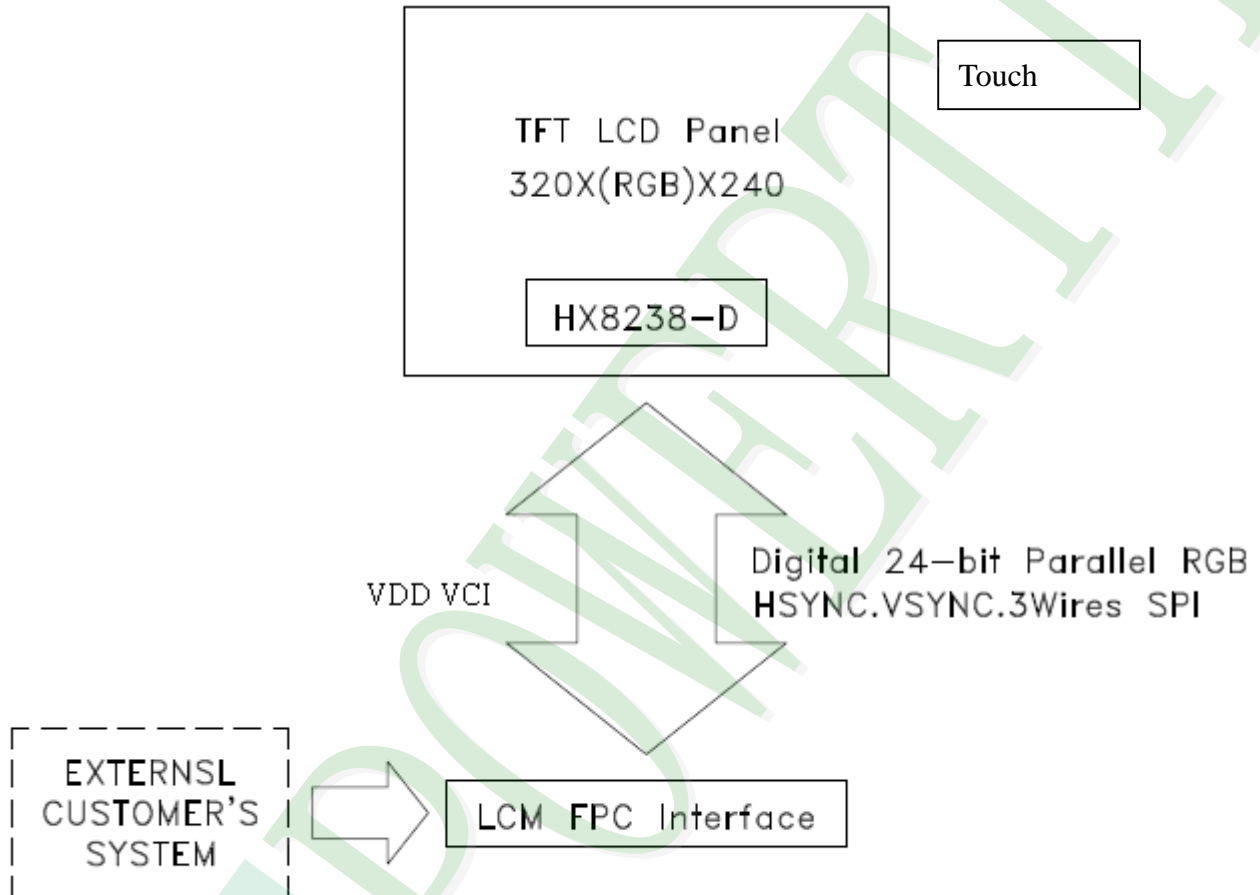 TFT LCD Panel
320X(RGB)X240
HX8238-D
Touch
VDD VCI
Digital 24-bit Parallel RGB
HSYNC.VSYNC.3Wires SPI
EXTERNSL
CUSTOMER'S
SYSTEM
LCM FPC Interface